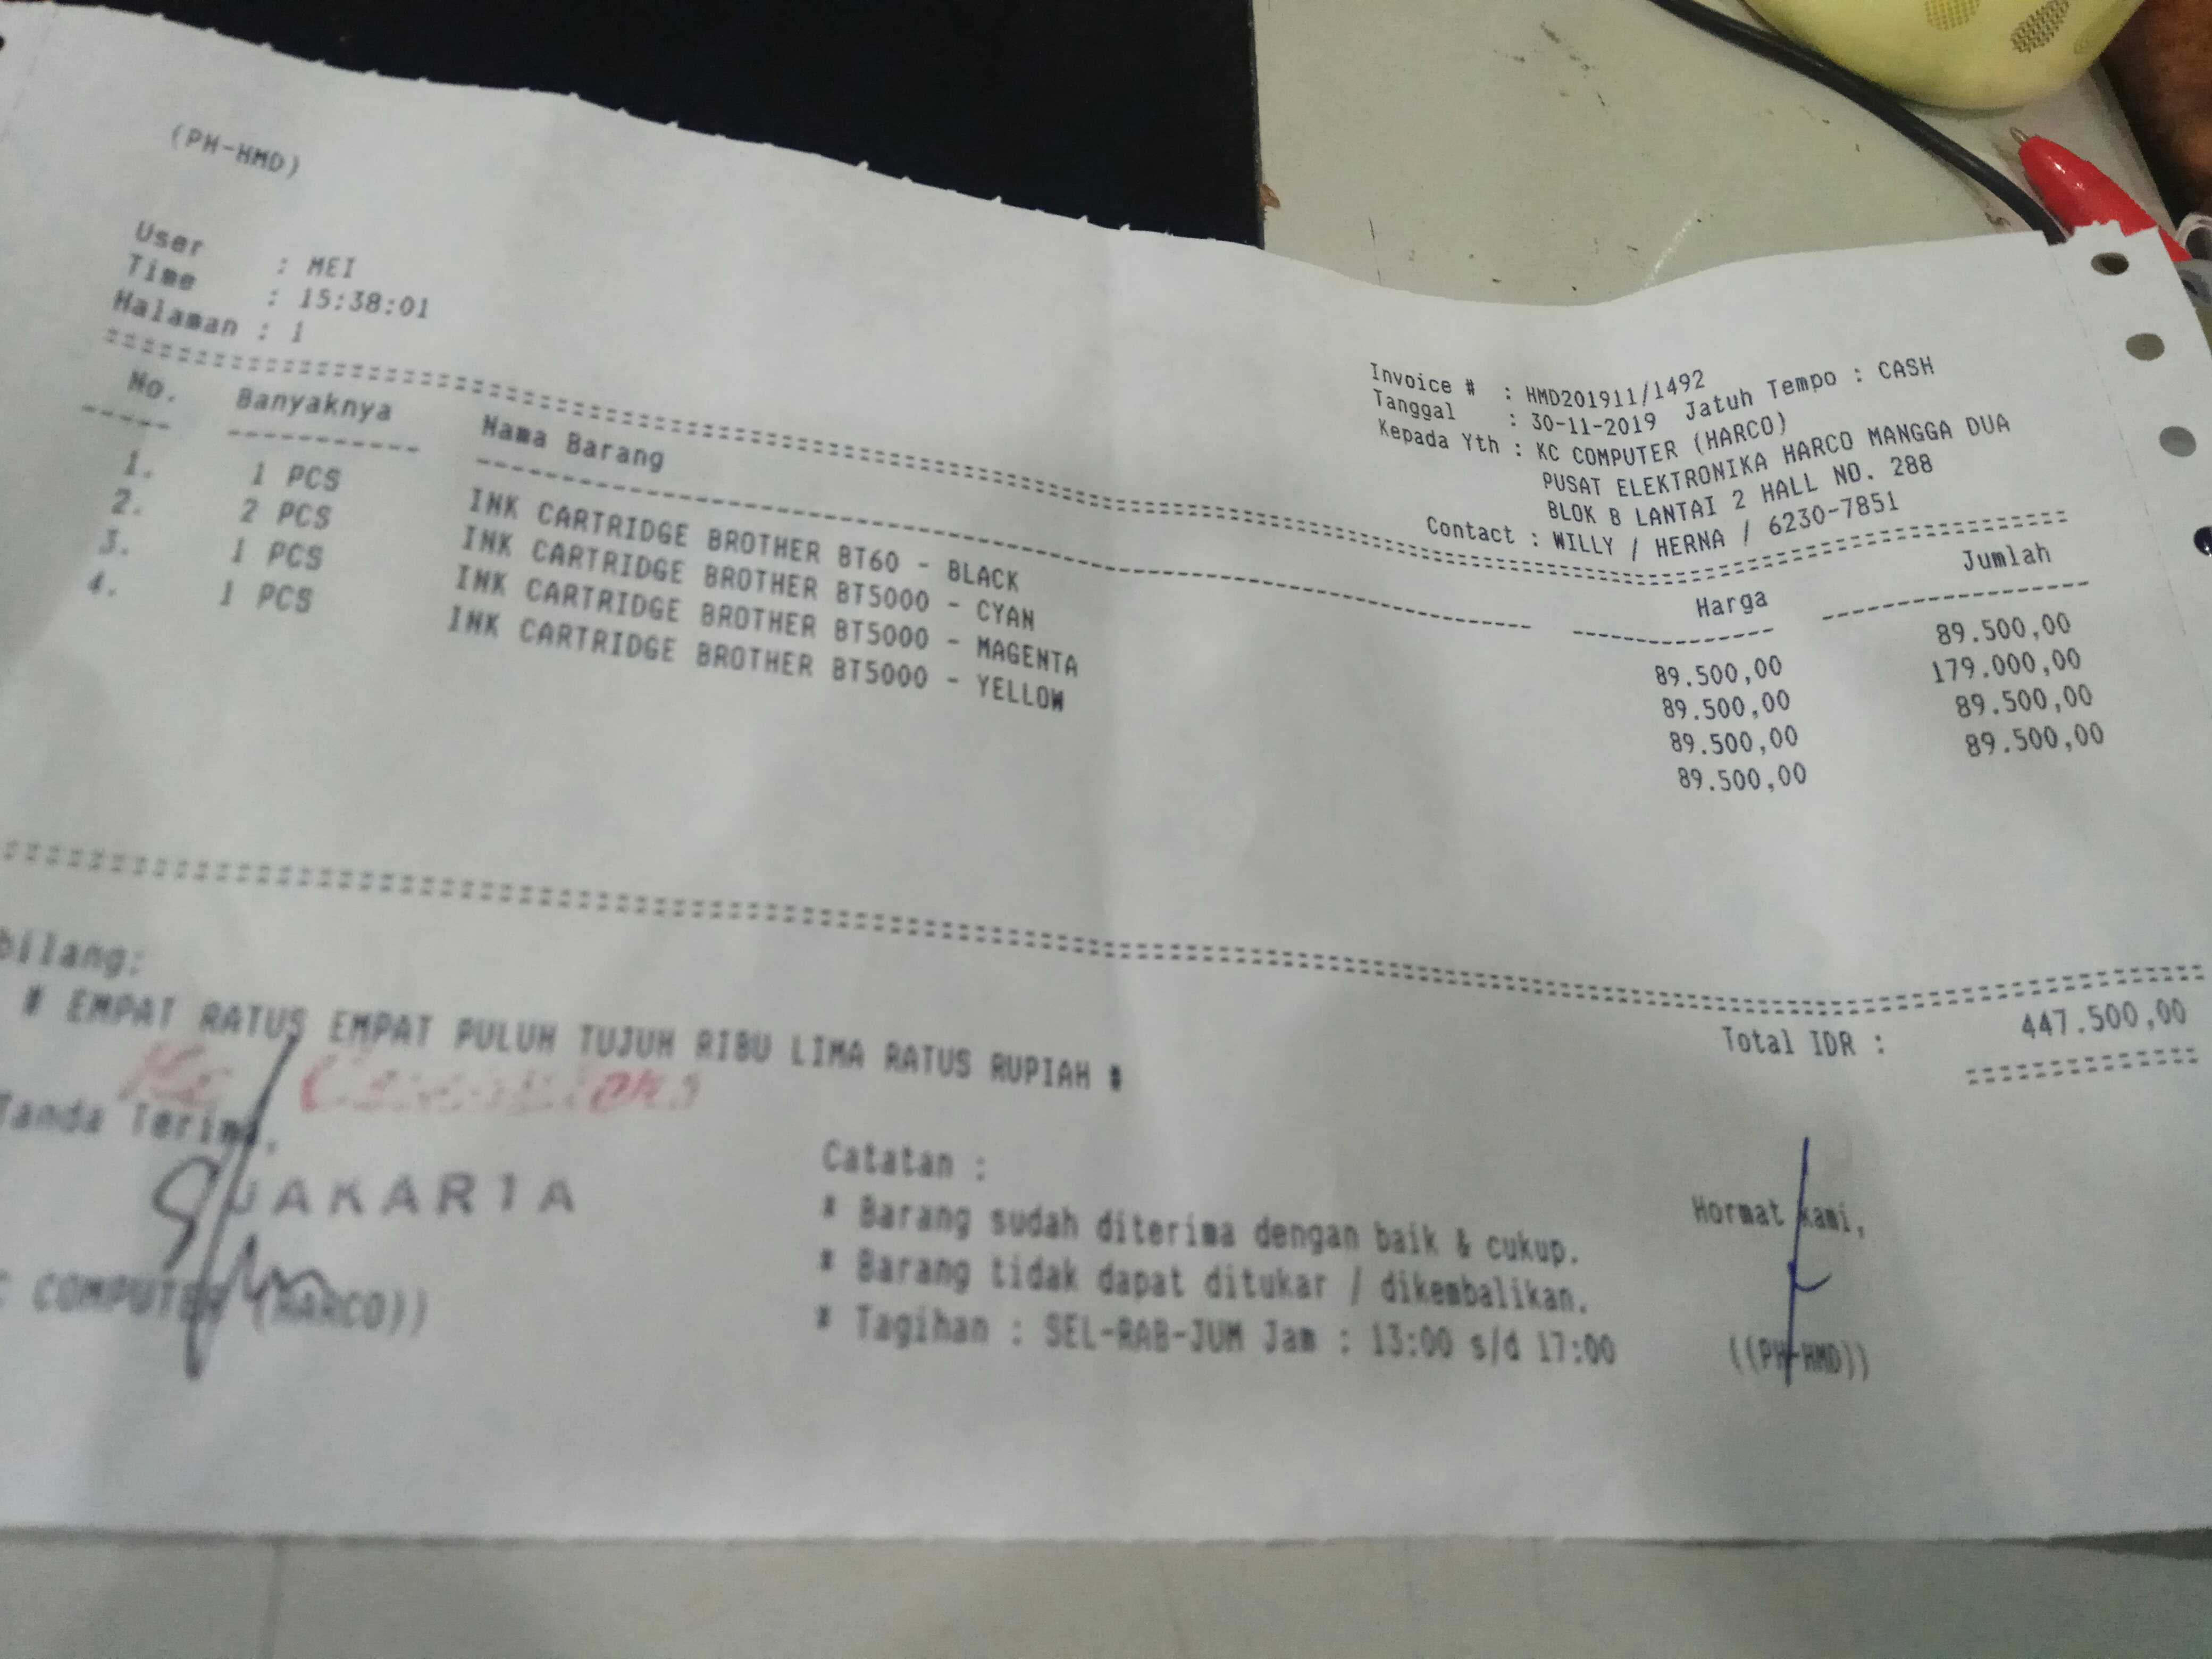 (PH-HMD)
User : MEI
Time : 15:38:01
Halaman : 1
Invoice # : HMD201911/1492
Tanggal : 30-11-2019 Jatuh Tempo : CASH
Kepada Yth : KC COMPUTER (HARCO)
PUSAT ELEKTRONIKA HARCO MANGGA DUA
BLOK B LANTAI 2 HALL NO. 288
Contact : WILLY / HERNA / 6230-7851
No. Banyaknya Nama Barang Harga Jumlah
1. 1 PCS INK CARTRIDGE BROTHER BT60 - BLACK 89.500,00 89.500,00
2. 2 PCS INK CARTRIDGE BROTHER BT5000 - CYAN 89.500,00 179.000,00
3. 1 PCS INK CARTRIDGE BROTHER BT5000 - MAGENTA 89.500,00 89.500,00
4. 1 PCS INK CARTRIDGE BROTHER BT5000 - YELLOW 89.500,00 89.500,00
bilang:
# EMPAT RATUS EMPAT PULUH TUJUH RIBU LIMA RATUS RUPIAH #
Total IDR : 447.500,00
Tanda Terima,
JAKARTA
COMPUTER (HARCO))
Catatan :
* Barang sudah diterima dengan baik & cukup.
* Barang tidak dapat ditukar / dikembalikan.
* Tagihan : SEL-RAB-JUM Jam : 13:00 s/d 17:00
Hormat kami,
((PH-HMD))